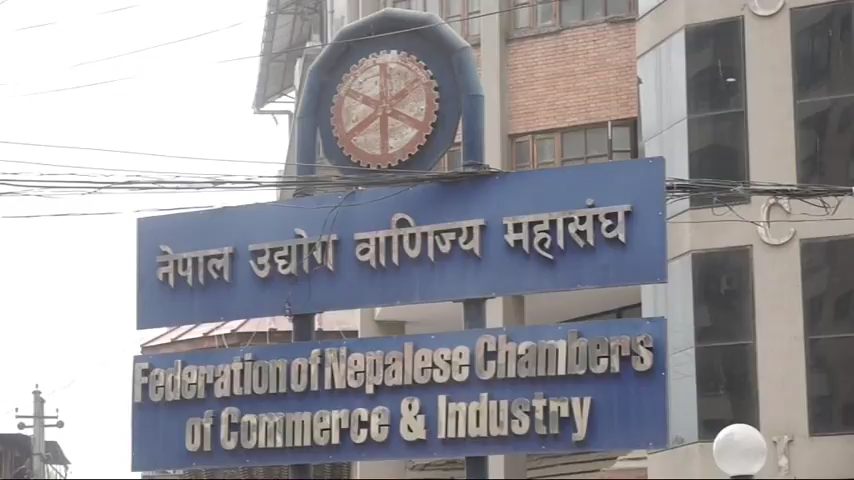 नेपाल उद्योग वाणिज्य महासंघ
Federation of Nepalese Chambers
of Commerce & Industry